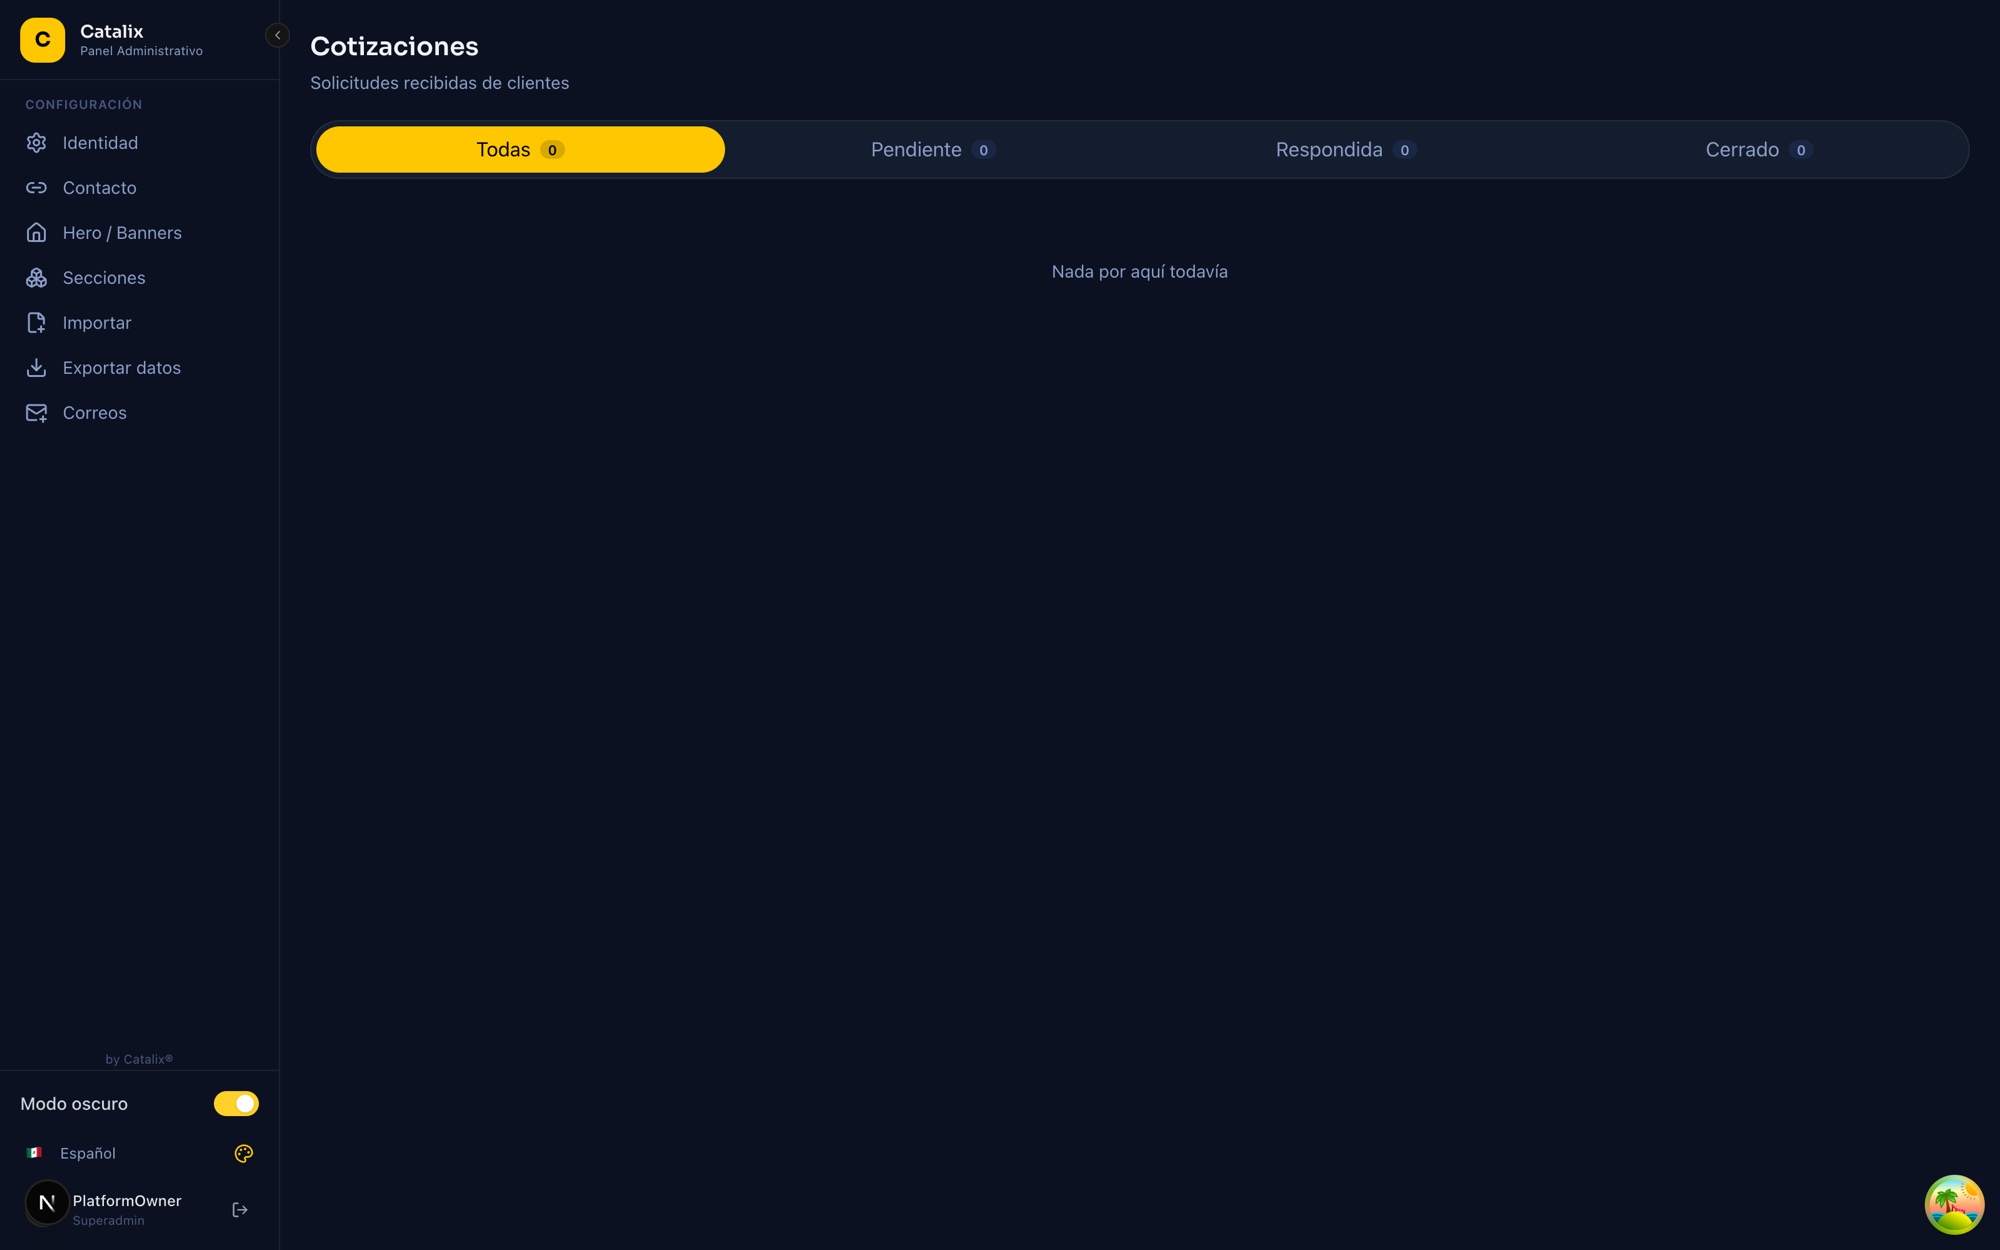 C
Catalix
Panel Administrativo
CONFIGURACIÓN
Identidad
Contacto
Hero / Banners
Secciones
Importar
Exportar datos
Correos
by Catalix®
Modo oscuro
Español
N
PlatformOwner
Superadmin
Cotizaciones
Solicitudes recibidas de clientes
Todas 0
Pendiente 0
Respondida 0
Cerrado 0
Nada por aquí todavía